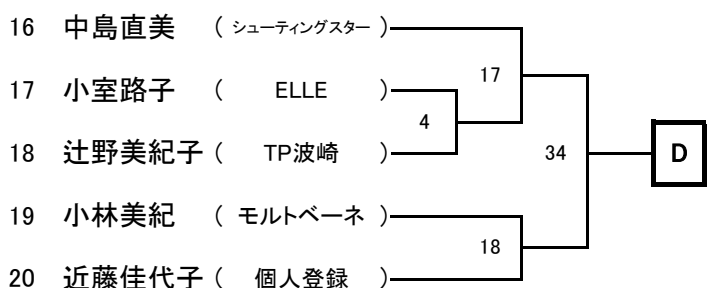 16 中島直美 ( シューティングスター )
17
17 小室路子 ( ELLE )
4
18 辻野美紀子 ( TP波崎 )
34
D
19 小林美紀 ( モルトベーネ )
18
20 近藤佳代子 ( 個人登録 )